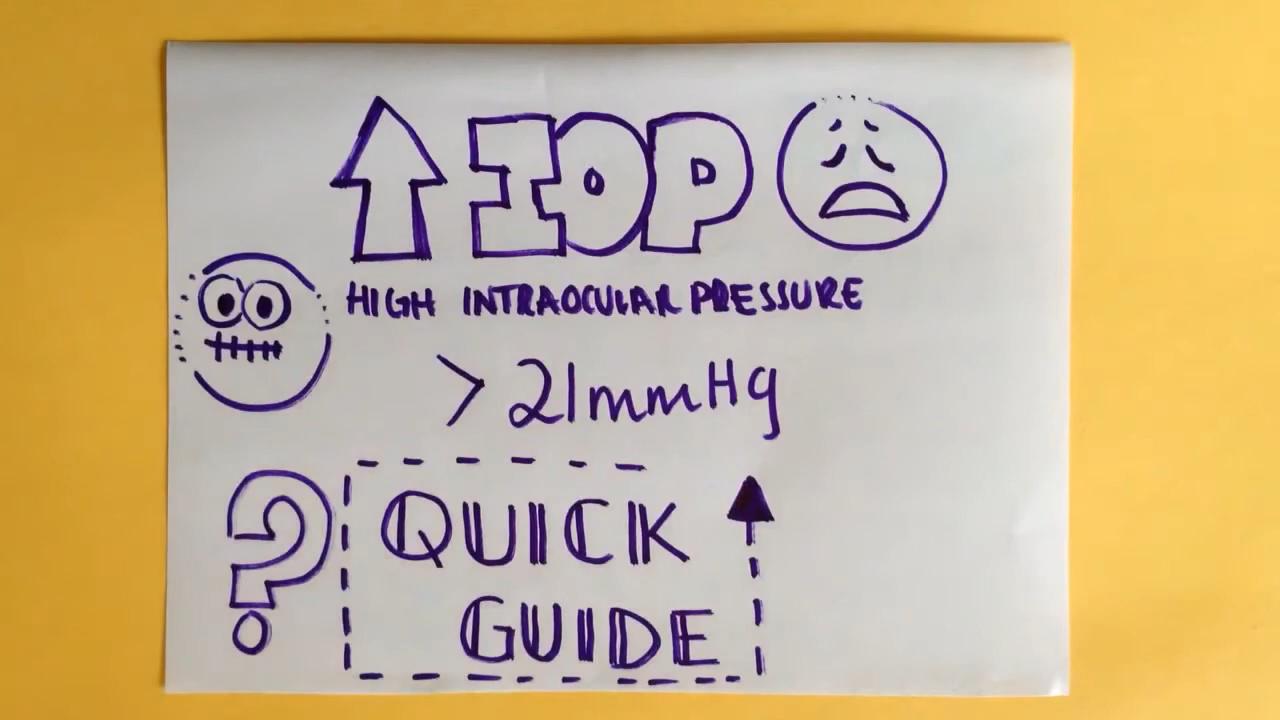 ↑ IOP
HIGH INTRAOCULAR PRESSURE
> 21mmHg
?
QUICK
GUIDE